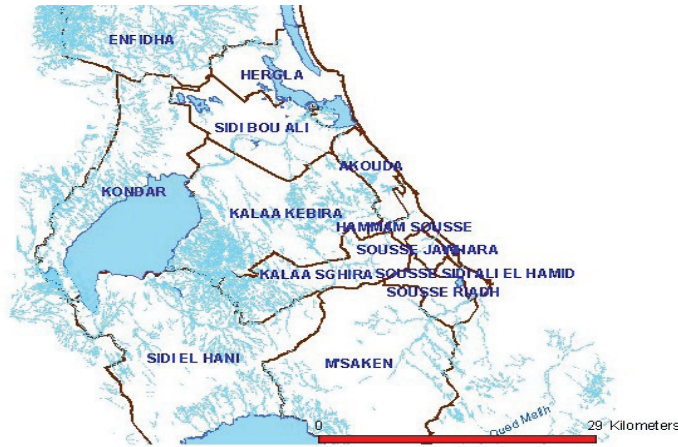 ENFIDHA
HERGLA
SIDI BOU ALI
AKOUDA
KONDAR
KALAA KEBIRA
HAMMAM SOUSSE
SOUSSE JAWHARA
KALAA SGHIRA
SOUSSE SIDI ALI EL HAMID
SOUSSE RIADH
SIDI EL HANI
M'SAKEN
Oued Melah
0
29 Kilometers